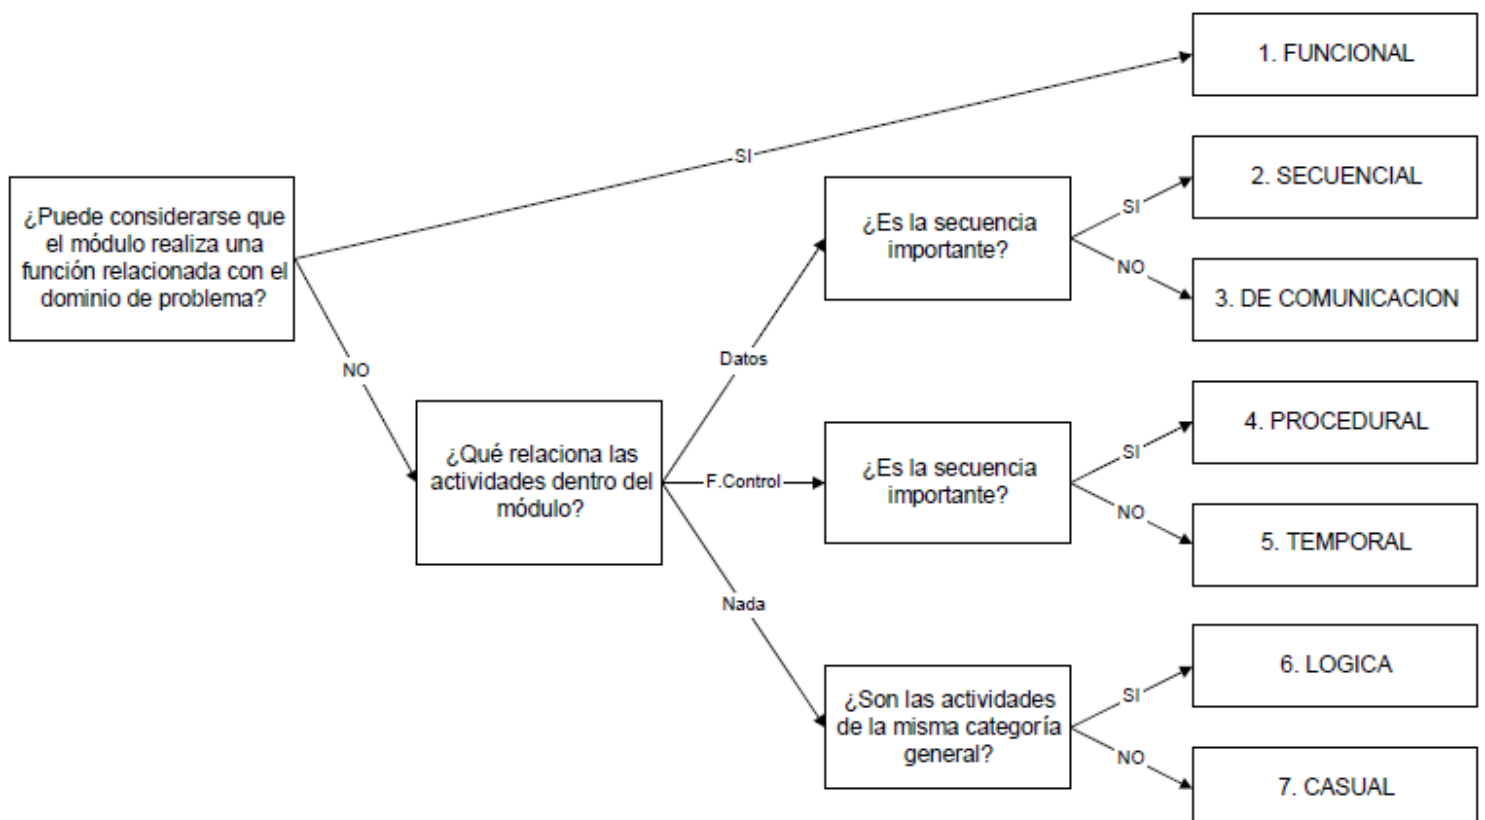 1. FUNCIONAL
SI
¿Puede considerarse que
el módulo realiza una
función relacionada con el
dominio de problema?
NO
¿Qué relaciona las
actividades dentro del
módulo?
Datos
F.Control
Nada
¿Es la secuencia
importante?
SI
NO
2. SECUENCIAL
3. DE COMUNICACION
¿Es la secuencia
importante?
SI
NO
4. PROCEDURAL
5. TEMPORAL
¿Son las actividades
de la misma categoría
general?
SI
NO
6. LOGICA
7. CASUAL